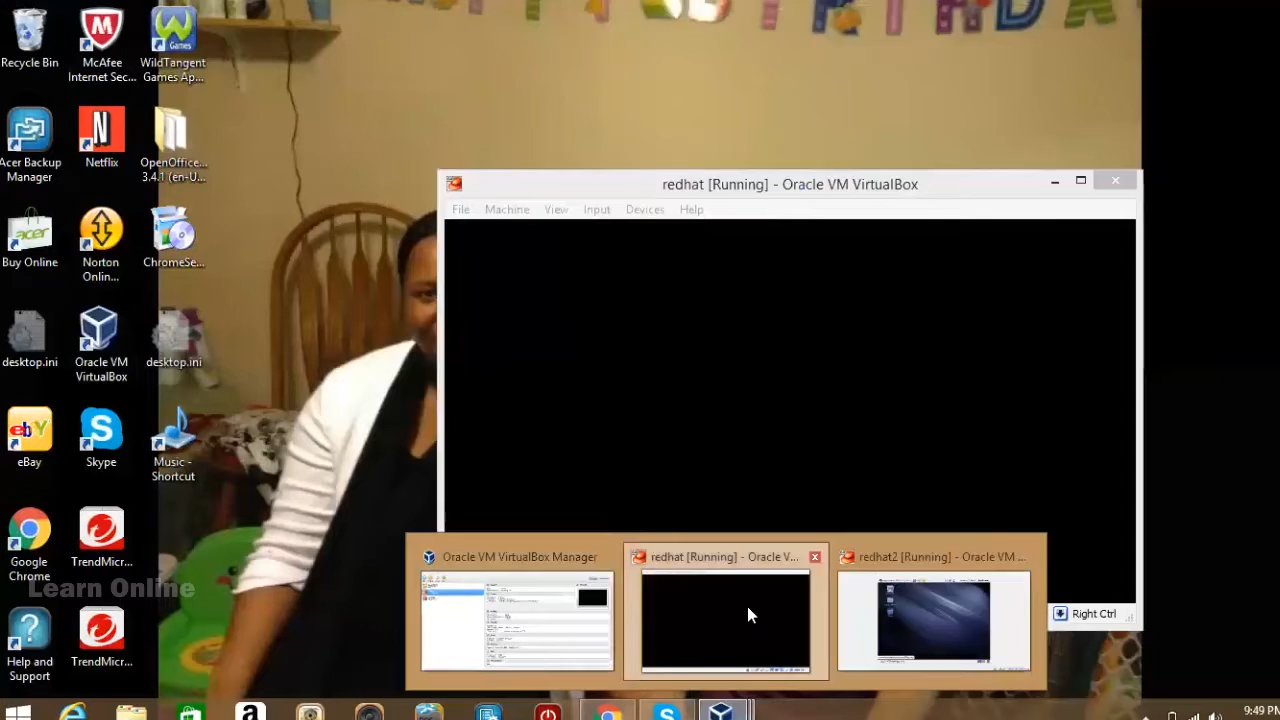 Recycle Bin
McAfee
Internet Sec...
WildTangent
Games Ap...
Acer Backup
Manager
Netflix
OpenOffice...
3.4.1 (en-U...
Buy Online
Norton
Onlin...
ChromeSe...
desktop.ini
Oracle VM
VirtualBox
desktop.ini
eBay
Skype
Music -
Shortcut
Google
Chrome
TrendMicr...
Learn Online
Help and
Support
TrendMicr...
redhat [Running] - Oracle VM VirtualBox
File Machine View Input Devices Help
Right Ctrl
Oracle VM VirtualBox Manager
redhat [Running] - Oracle V...
redhat2 [Running] - Oracle VM ...
9:49 PM